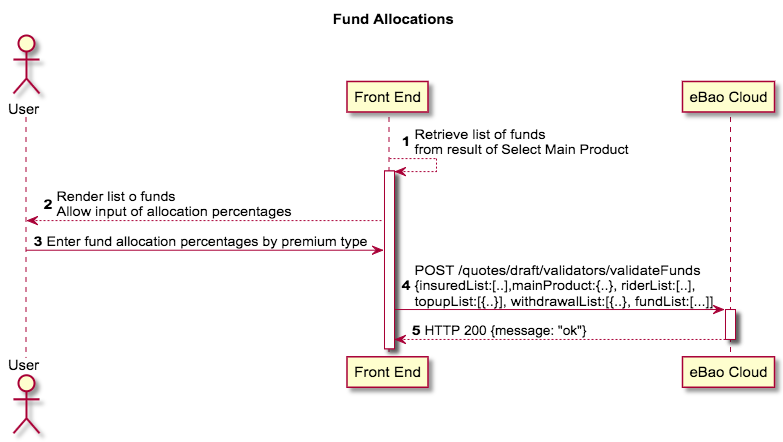 Fund Allocations
User
Front End
eBao Cloud
1 Retrieve list of funds
from result of Select Main Product
2 Render list o funds
Allow input of allocation percentages
3 Enter fund allocation percentages by premium type
4 POST /quotes/draft/validators/validateFunds
{insuredList:[..],mainProduct:{..}, riderList:[..],
topupList:[{..}], withdrawalList:[{..}, fundList:[...]]
5 HTTP 200 {message: "ok"}
User
Front End
eBao Cloud